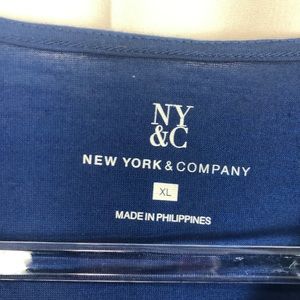 NY
&C
NEW YORK & COMPANY
XL
MADE IN PHILIPPINES